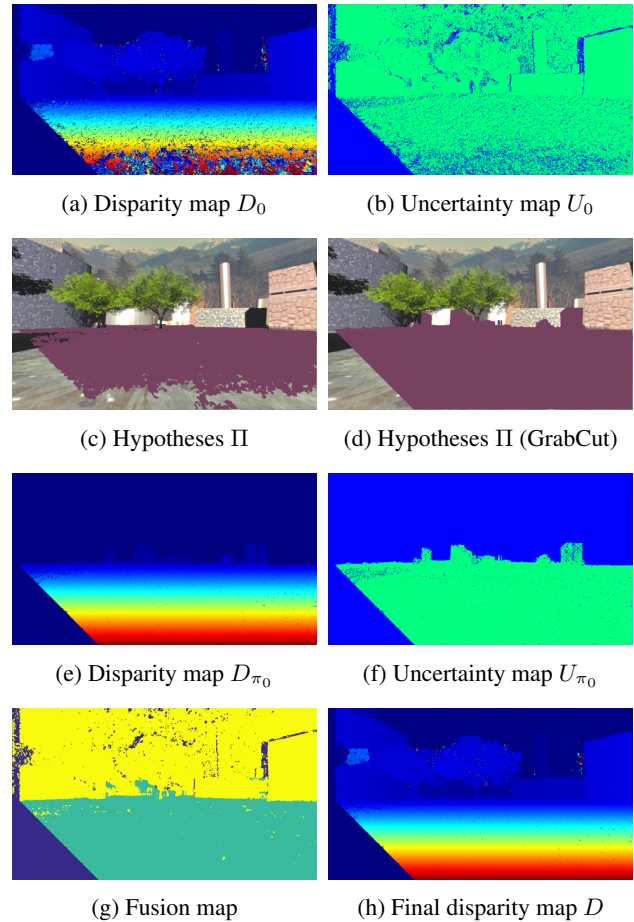 (a) Disparity map D₀
(b) Uncertainty map U₀
(c) Hypotheses Π
(d) Hypotheses Π (GrabCut)
(e) Disparity map D_π₀
(f) Uncertainty map U_π₀
(g) Fusion map
(h) Final disparity map D